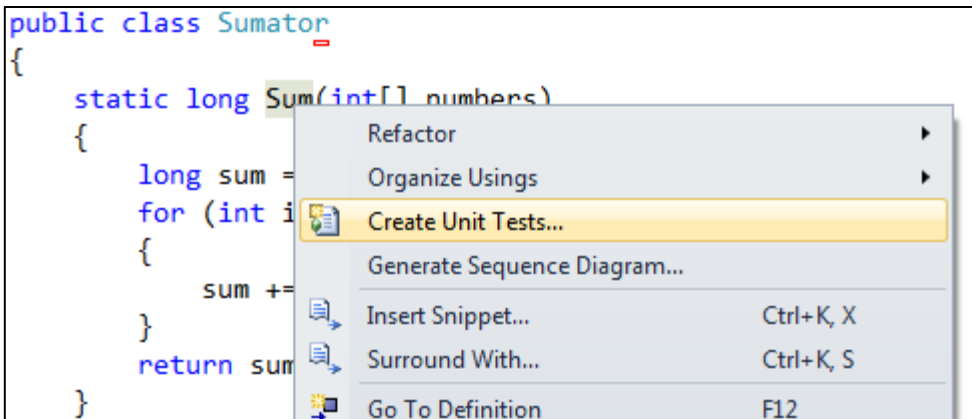 public class Sumator
{
static long Sum(int[] numbers)
{
Refactor
long sum =
Organize Usings
for (int i
Create Unit Tests...
{
Generate Sequence Diagram...
sum +=
Insert Snippet... Ctrl+K, X
}
return sum
Surround With... Ctrl+K, S
}
Go To Definition F12